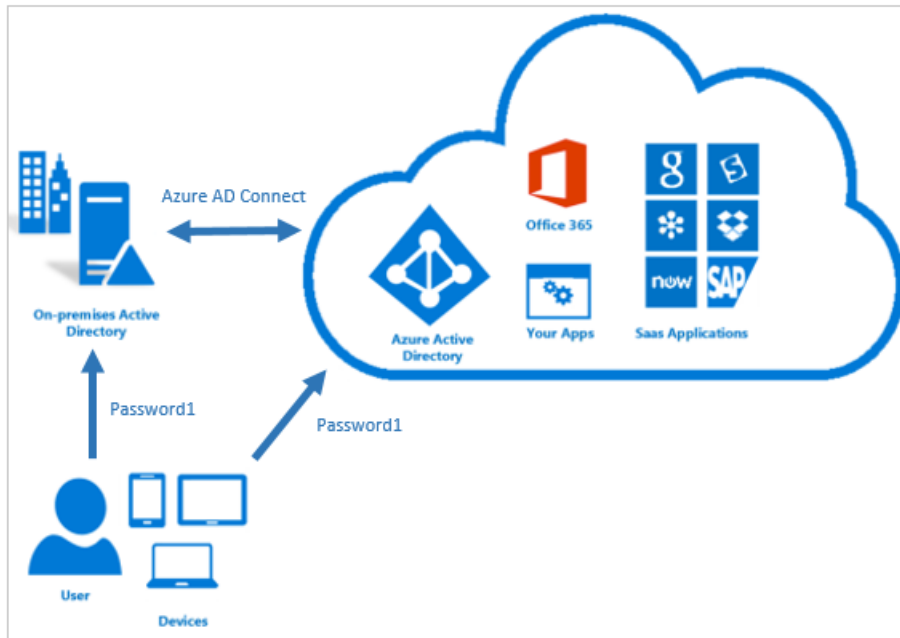 Azure AD Connect
On-premises Active
Directory
Password1
User
Devices
Password1
Azure Active
Directory
Office 365
Your Apps
g
S
now
SAP
Saas Applications